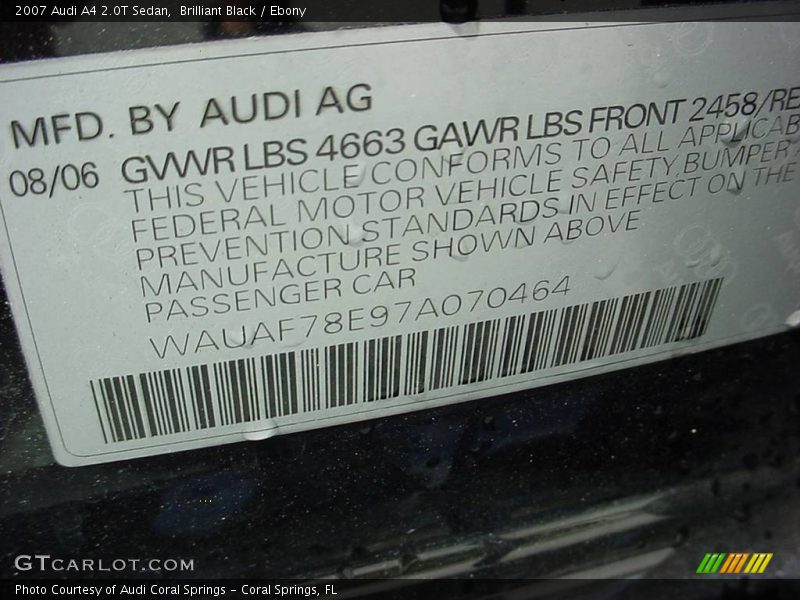 2007 Audi A4 2.0T Sedan,  Brilliant Black / Ebony
MFD. BY AUDI AG
08/06 GVWR LBS 4663 GAWR LBS FRONT 2458/RE
THIS VEHICLE CONFORMS TO ALL APPLICAB
FEDERAL MOTOR VEHICLE SAFETY, BUMPER,
PREVENTION STANDARDS IN EFFECT ON THE
MANUFACTURE SHOWN ABOVE
PASSENGER CAR
WAUAF78E97A070464
GTCARLOT.COM
Photo Courtesy of Audi Coral Springs – Coral Springs, FL